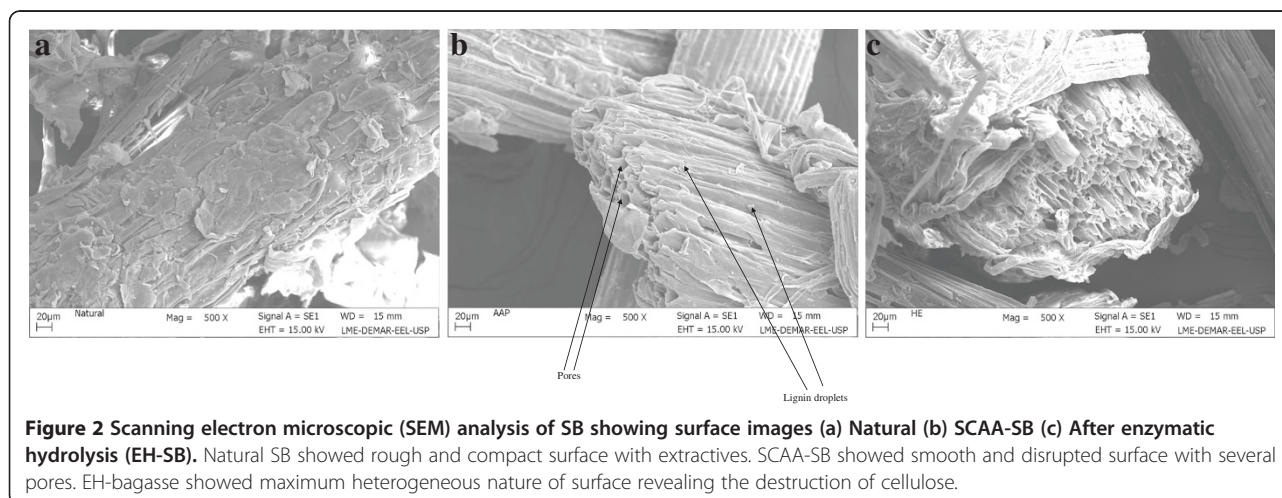 a
b
c
20µm
Natural
Mag = 500 X
Signal A = SE1
WD = 15 mm
EHT = 15.00 kV
LME-DEMAR-EEL-USP
20µm
AAP
Mag = 500 X
Signal A = SE1
WD = 15 mm
EHT = 15.00 kV
LME-DEMAR-EEL-USP
20µm
HE
Mag = 500 X
Signal A = SE1
WD = 15 mm
EHT = 15.00 kV
LME-DEMAR-EEL-USP
Pores
Lignin droplets
Figure 2 Scanning electron microscopic (SEM) analysis of SB showing surface images (a) Natural (b) SCAA-SB (c) After enzymatic
hydrolysis (EH-SB). Natural SB showed rough and compact surface with extractives. SCAA-SB showed smooth and disrupted surface with several
pores. EH-bagasse showed maximum heterogeneous nature of surface revealing the destruction of cellulose.